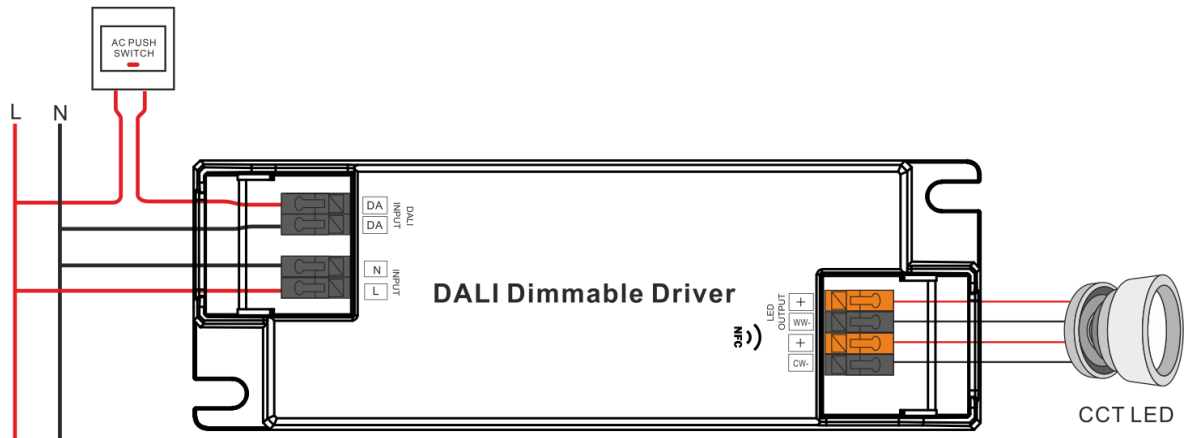 AC PUSH
SWITCH
L
N
DA
DA
DALI
INPUT
N
L
INPUT
DALI Dimmable Driver
NFC
LED
OUTPUT
+
WW-
+
CW-
CCT LED